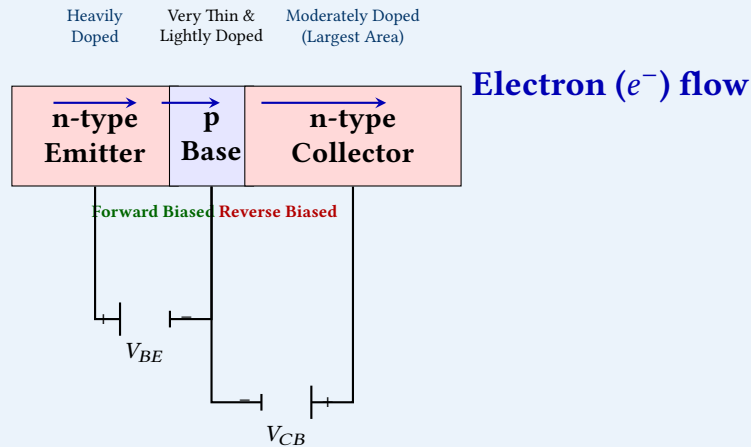 Heavily
Doped
Very Thin &
Lightly Doped
Moderately Doped
(Largest Area)
Electron (e⁻) flow
n-type
Emitter
p
Base
n-type
Collector
Forward Biased
Reverse Biased
+
−
V_BE
−
+
V_CB